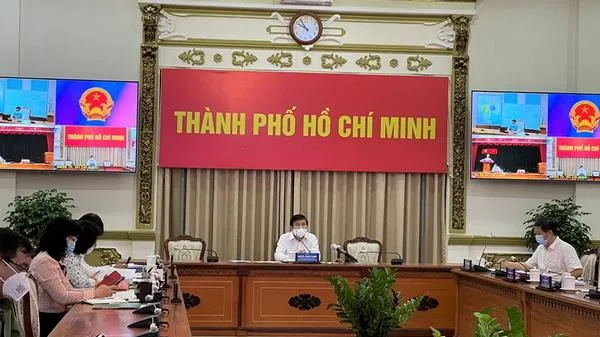 THÀNH PHỐ HỒ CHÍ MINH